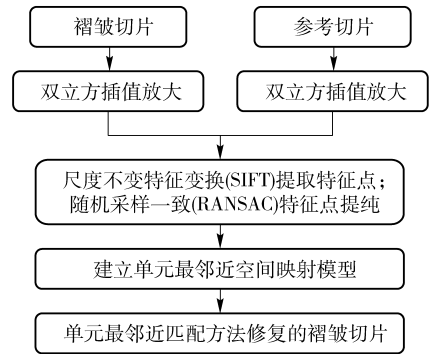 褶皱切片
参考切片
双立方插值放大
双立方插值放大
尺度不变特征变换(SIFT)提取特征点;
随机采样一致(RANSAC)特征点提纯
建立单元最邻近空间映射模型
单元最邻近匹配方法修复的褶皱切片